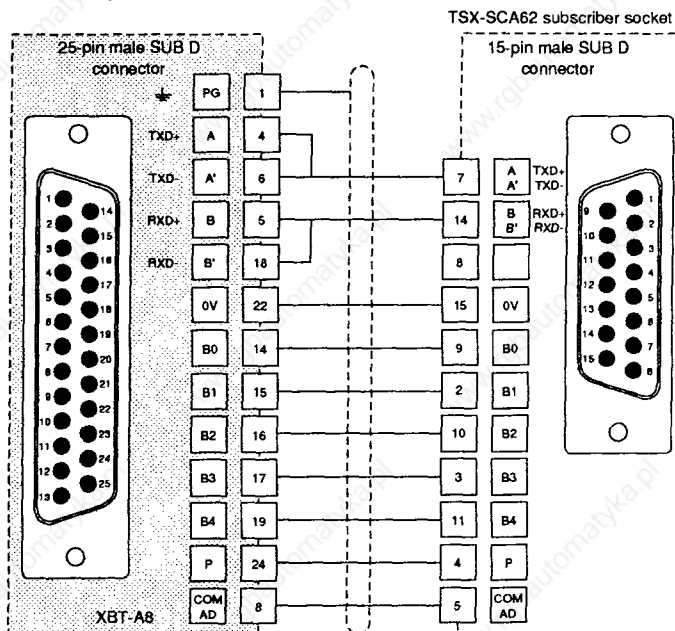 TSX-SCA62 subscriber socket
25-pin male SUB D
connector
15-pin male SUB D
connector
PG 1
TXD+ A 4
TXD- A' 6 7 A A' TXD+ TXD-
RXD+ B 5 14 B B' RXD+ RXD-
RXD- B' 18 8
0V 22 15 0V
B0 14 9 B0
B1 15 2 B1
B2 16 10 B2
B3 17 3 B3
B4 19 11 B4
P 24 4 P
COM AD 8 5 COM AD
XBT-A8
1
14
2
15
3
16
4
17
5
18
6
19
7
20
8
21
9
22
10
23
11
24
12
25
13
1
9
2
10
3
11
4
12
5
13
6
14
7
15
8
www.rgbautomatyka.pl